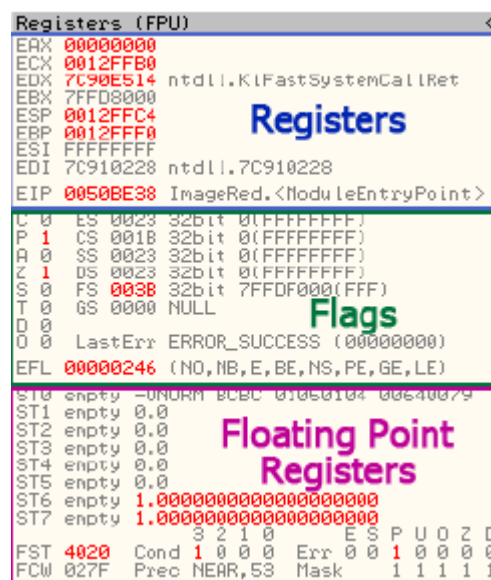 Registers (FPU) <
EAX 00000000
ECX 0012FFB0
EDX 7C90E514 ntdll.KiFastSystemCallRet
EBX 7FFD8000
ESP 0012FFC4
EBP 0012FFF0
ESI FFFFFFFF
EDI 7C910228 ntdll.7C910228
Registers
EIP 0050BE38 ImageRed.<ModuleEntryPoint>
C 0 ES 0023 32bit 0(FFFFFFFF)
P 1 CS 001B 32bit 0(FFFFFFFF)
A 0 SS 0023 32bit 0(FFFFFFFF)
Z 1 DS 0023 32bit 0(FFFFFFFF)
S 0 FS 003B 32bit 7FFDF000(FFF)
T 0 GS 0000 NULL
D 0
O 0 LastErr ERROR_SUCCESS (00000000)
Flags
EFL 00000246 (NO,NB,E,BE,NS,PE,GE,LE)
ST0 empty -UNORM BCBC 01050104 00640079
ST1 empty 0.0
ST2 empty 0.0
ST3 empty 0.0
ST4 empty 0.0
ST5 empty 0.0
ST6 empty 1.0000000000000000000
ST7 empty 1.0000000000000000000
Floating Point
Registers
3 2 1 0 E S P U O Z D
FST 4020 Cond 1 0 0 0 Err 0 0 1 0 0 0 0
FCW 027F Prec NEAR,53 Mask 1 1 1 1 1